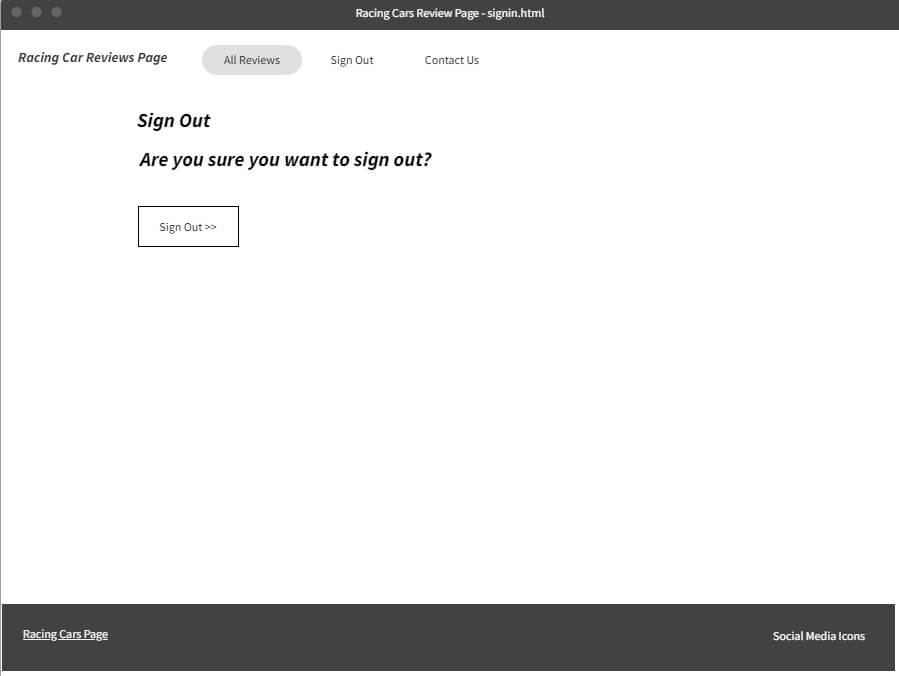 Racing Cars Review Page - signin.html
Racing Car Reviews Page
All Reviews
Sign Out
Contact Us
Sign Out
Are you sure you want to sign out?
Sign Out >>
Racing Cars Page
Social Media Icons